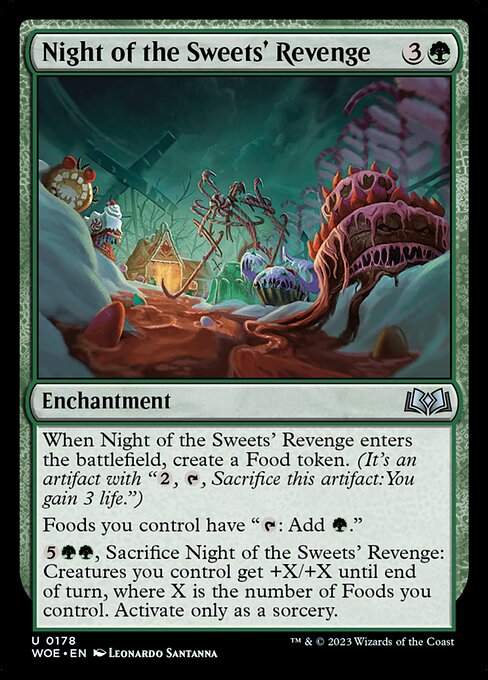 Night of the Sweets’ Revenge 3
Enchantment
When Night of the Sweets’ Revenge enters
the battlefield, create a Food token. (It’s an
artifact with “2, , Sacrifice this artifact: You
gain 3 life.”)
Foods you control have “: Add .”
5, Sacrifice Night of the Sweets’ Revenge:
Creatures you control get +X/+X until end
of turn, where X is the number of Foods you
control. Activate only as a sorcery.
U 0178
WOE • EN Leonardo Santanna
™ & © 2023 Wizards of the Coast